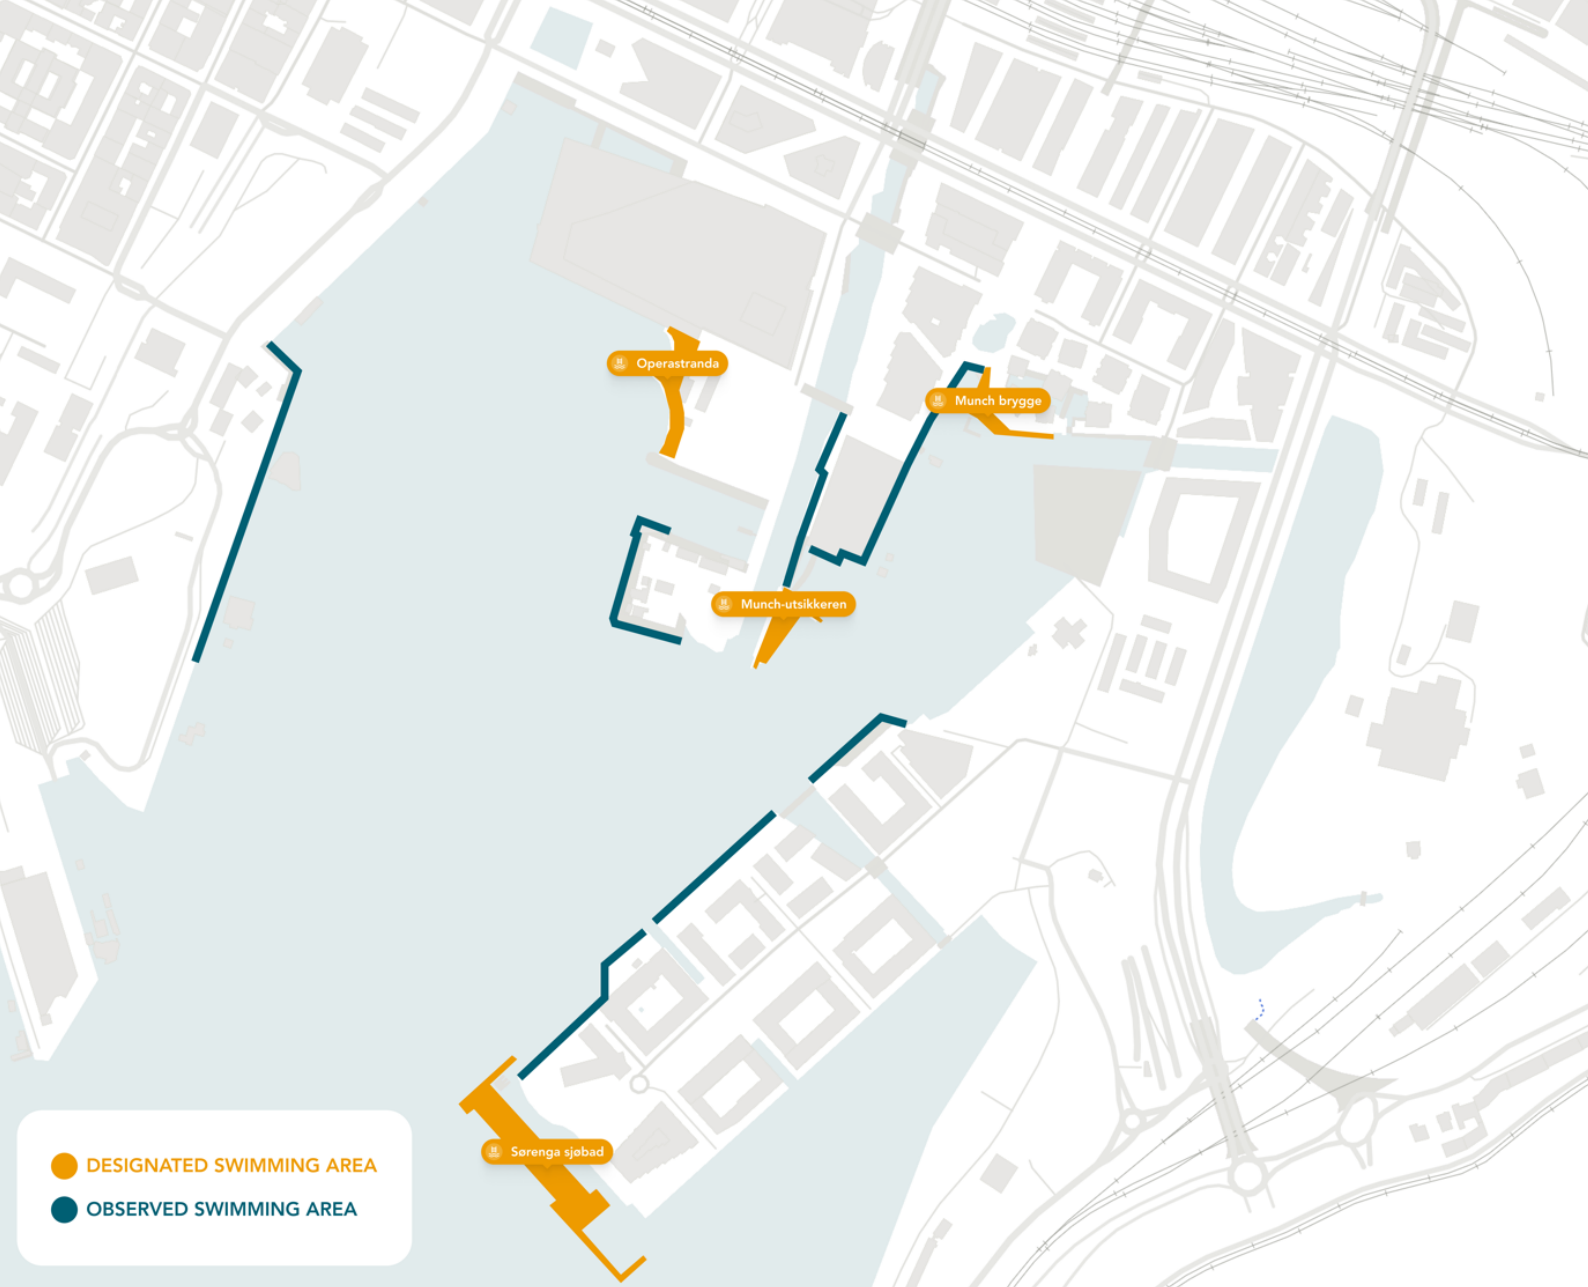 Operastranda
Munch brygge
Munch-utsikkeren
Sørenga sjøbad
DESIGNATED SWIMMING AREA
OBSERVED SWIMMING AREA